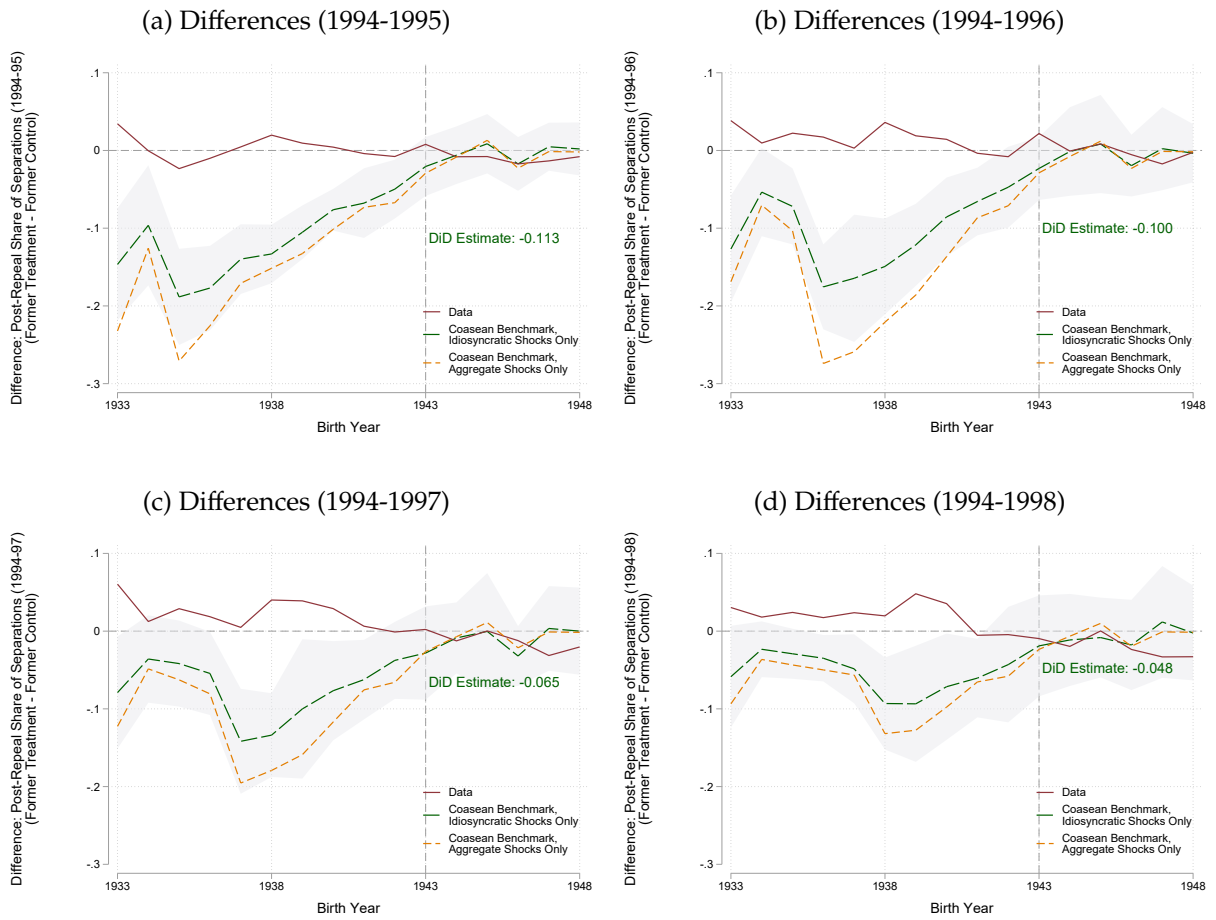 (a) Differences (1994-1995)
Difference: Post-Repeal Share of Separations (1994-95)
(Former Treatment - Former Control)
.1
0
-.1
-.2
-.3
DiD Estimate: -0.113
Data
Coasean Benchmark,
Idiosyncratic Shocks Only
Coasean Benchmark,
Aggregate Shocks Only
1933
1938
1943
1948
Birth Year
(b) Differences (1994-1996)
Difference: Post-Repeal Share of Separations (1994-96)
(Former Treatment - Former Control)
.1
0
-.1
-.2
-.3
DiD Estimate: -0.100
Data
Coasean Benchmark,
Idiosyncratic Shocks Only
Coasean Benchmark,
Aggregate Shocks Only
1933
1938
1943
1948
Birth Year
(c) Differences (1994-1997)
Difference: Post-Repeal Share of Separations (1994-97)
(Former Treatment - Former Control)
.1
0
-.1
-.2
-.3
DiD Estimate: -0.065
Data
Coasean Benchmark,
Idiosyncratic Shocks Only
Coasean Benchmark,
Aggregate Shocks Only
1933
1938
1943
1948
Birth Year
(d) Differences (1994-1998)
Difference: Post-Repeal Share of Separations (1994-98)
(Former Treatment - Former Control)
.1
0
-.1
-.2
-.3
DiD Estimate: -0.048
Data
Coasean Benchmark,
Idiosyncratic Shocks Only
Coasean Benchmark,
Aggregate Shocks Only
1933
1938
1943
1948
Birth Year